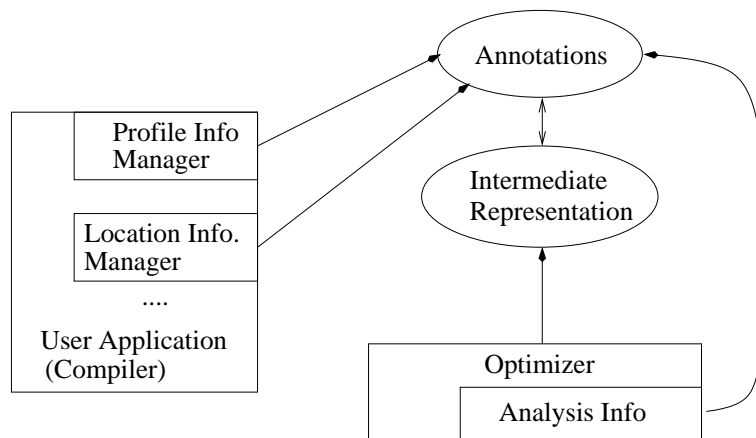 Annotations
Profile Info
Manager
Intermediate
Representation
Location Info.
Manager
....
User Application
(Compiler)
Optimizer
Analysis Info